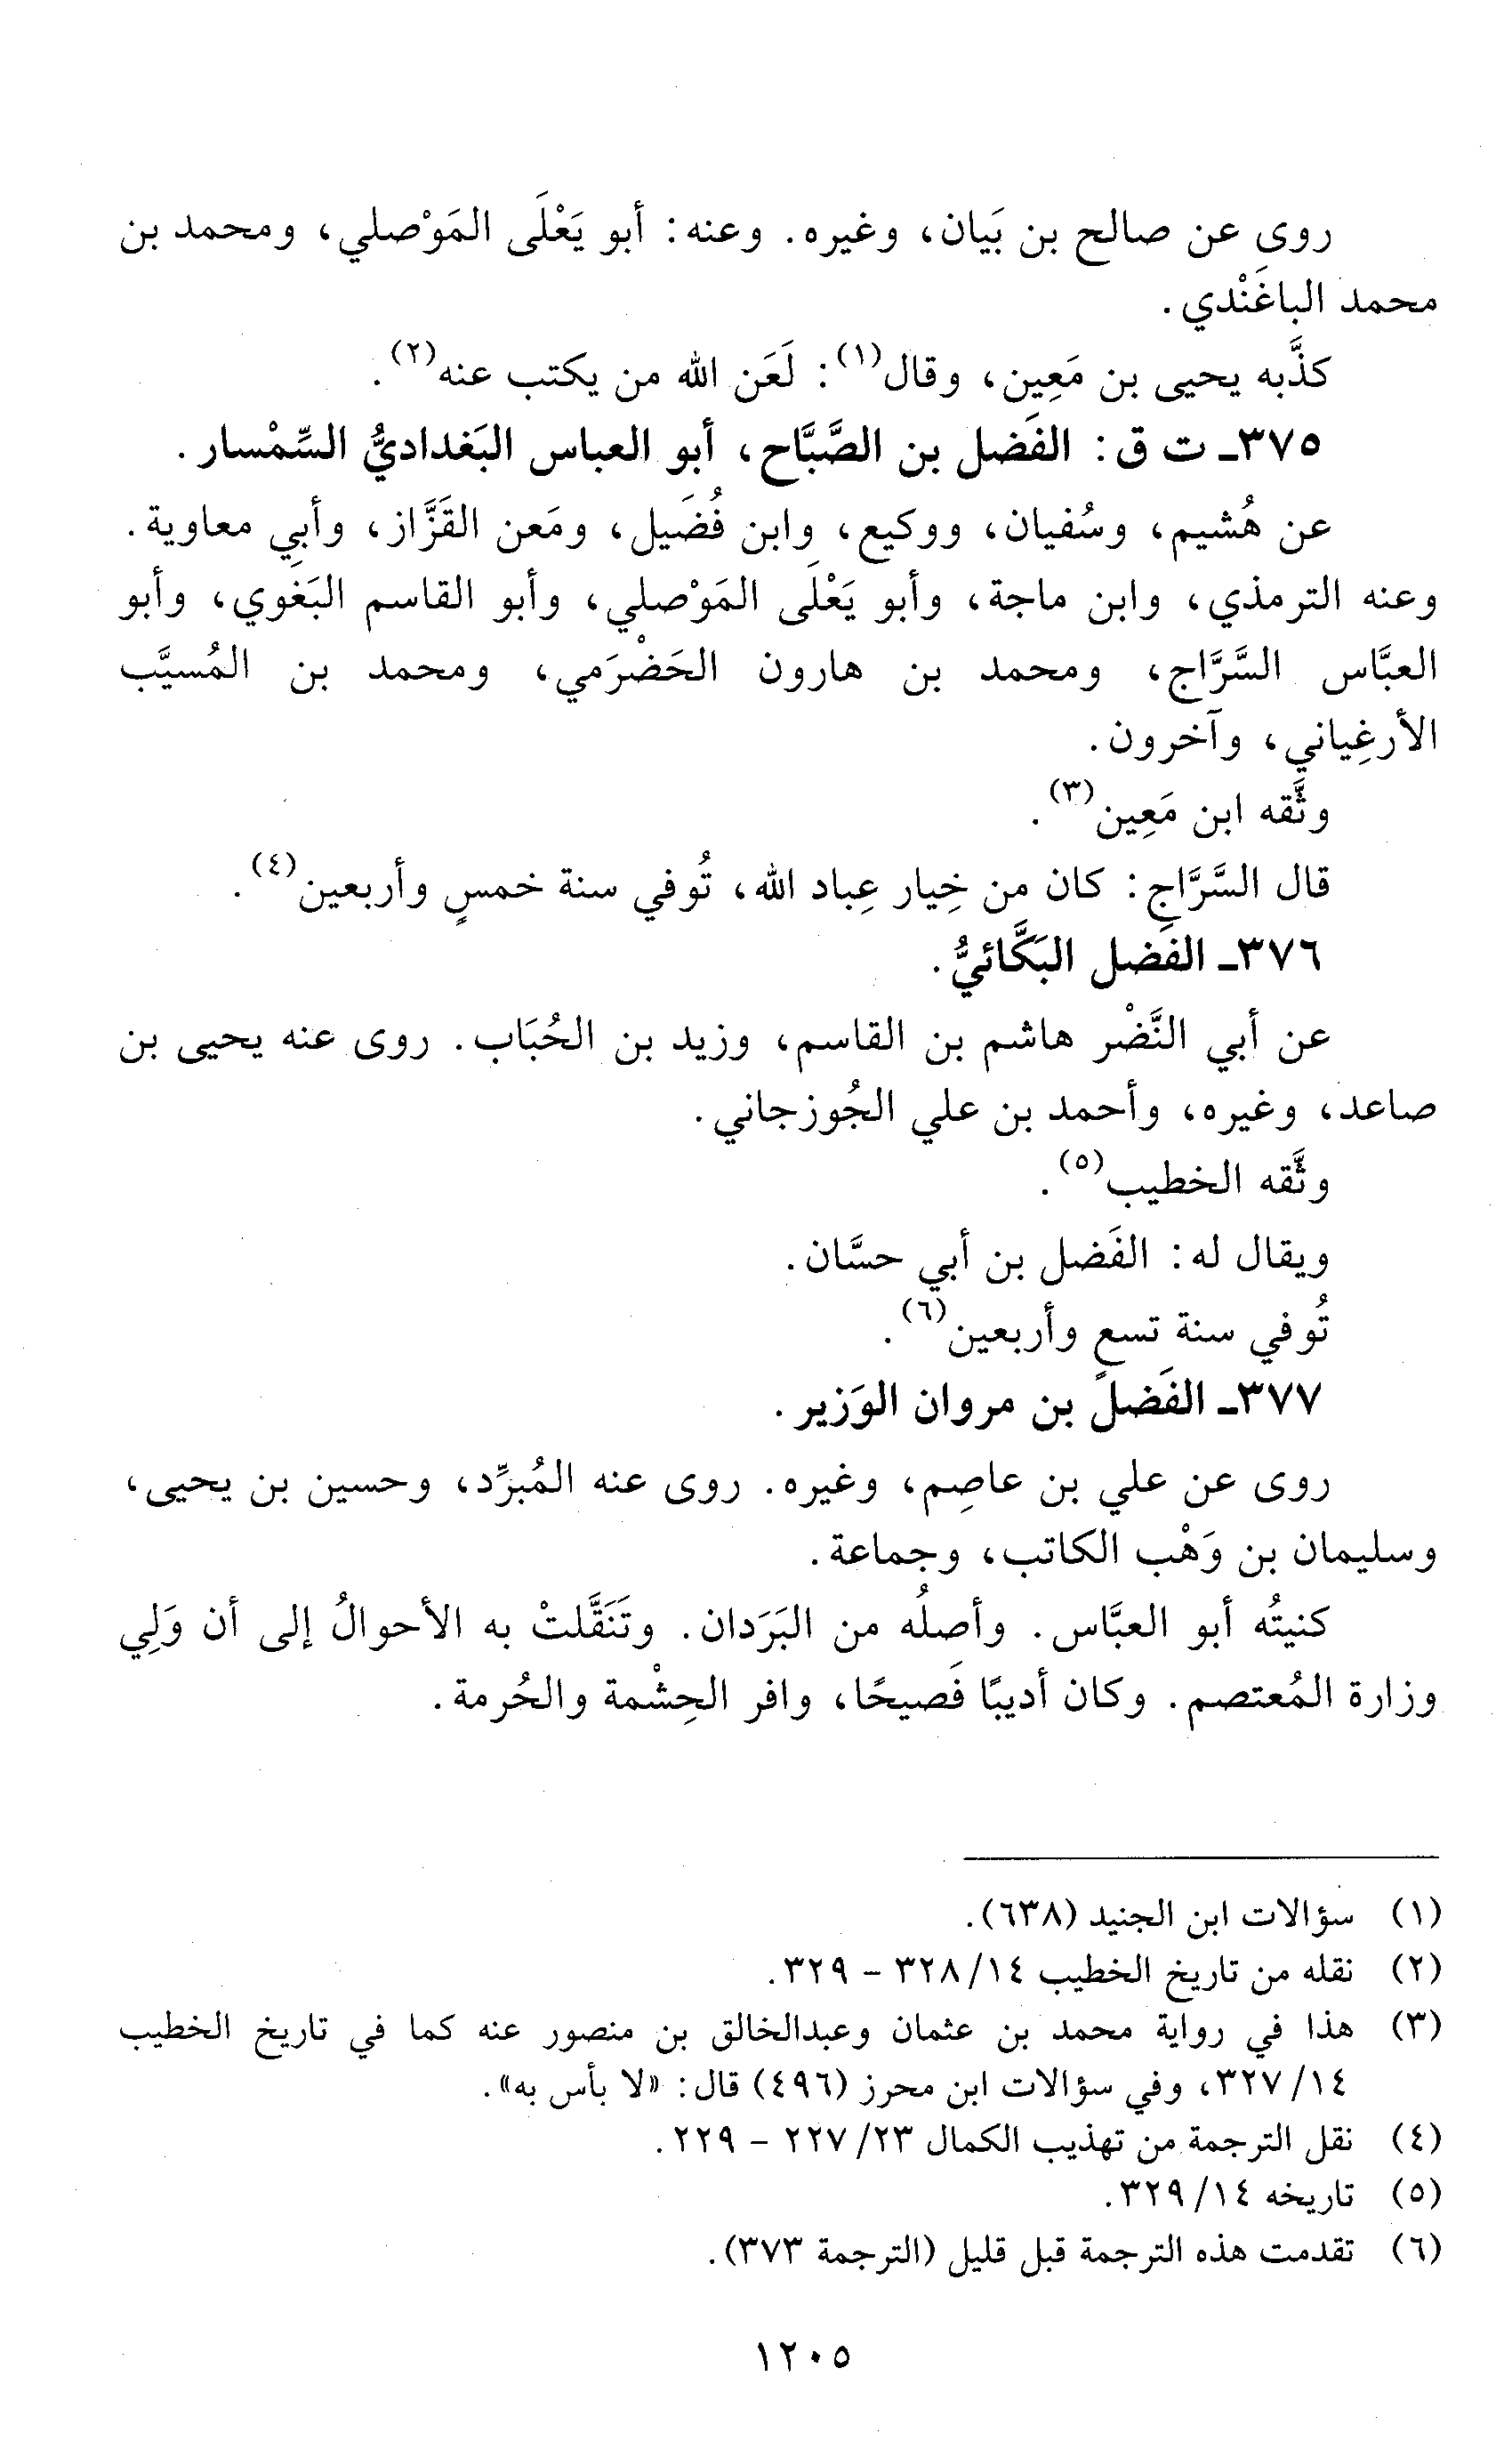 روى عن صالح بن بَيان، وغيره. وعنه: أبو يَعْلَى المَوْصلي، ومحمد بن
محمد الباغَنْدي.
كذَّبه يحيى بن مَعِين، وقال(١): لَعَن الله من يكتب عنه(٢).
٣٧٥ـ ت ق: الفَضل بن الصَّبَّاح، أبو العباس البَغداديُّ السِّمْسار.
عن هُشيم، وسُفيان، ووكيع، وابن فُضَيل، ومَعن القَزَّاز، وأبي معاوية.
وعنه الترمذي، وابن ماجة، وأبو يَعْلَى المَوْصلي، وأبو القاسم البَغَوي، وأبو
العبَّاس السَّرَّاج، ومحمد بن هارون الحَضْرَمي، ومحمد بن المُسيَّب
الأرغِياني، وآخرون.
وثَّقه ابن مَعِين(٣).
قال السَّرَّاج: كان من خِيار عِباد الله، تُوفي سنة خمسٍ وأربعين(٤).
٣٧٦ـ الفَضل البَكَّائيُّ.
عن أبي النَّضْر هاشم بن القاسم، وزيد بن الحُبَاب. روى عنه يحيى بن
صاعد، وغيره، وأحمد بن علي الجُوزجاني.
وثَّقه الخطيب(٥).
ويقال له: الفَضل بن أبي حسَّان.
تُوفي سنة تسعٍ وأربعين(٦).
٣٧٧ـ الفَضل بن مروان الوَزير.
روى عن علي بن عاصِم، وغيره. روى عنه المُبرِّد، وحسين بن يحيى،
وسليمان بن وَهْب الكاتب، وجماعة.
كنيتُه أبو العبَّاس. وأصلُه من البَرَدان. وتَنَقَّلتْ به الأحوالُ إلى أن وَلِي
وزارة المُعتصم. وكان أديبًا فَصيحًا، وافر الحِشْمة والحُرمة.
(١) سؤالات ابن الجنيد (٦٣٨).
(٢) نقله من تاريخ الخطيب ١٤/ ٣٢٨ - ٣٢٩.
(٣) هذا في رواية محمد بن عثمان وعبدالخالق بن منصور عنه كما في تاريخ الخطيب
١٤/ ٣٢٧، وفي سؤالات ابن محرز (٤٩٦) قال: «لا بأس به».
(٤) نقل الترجمة من تهذيب الكمال ٢٣/ ٢٢٧ - ٢٢٩.
(٥) تاريخه ١٤/ ٣٢٩.
(٦) تقدمت هذه الترجمة قبل قليل (الترجمة ٣٧٣).
١٢٠٥